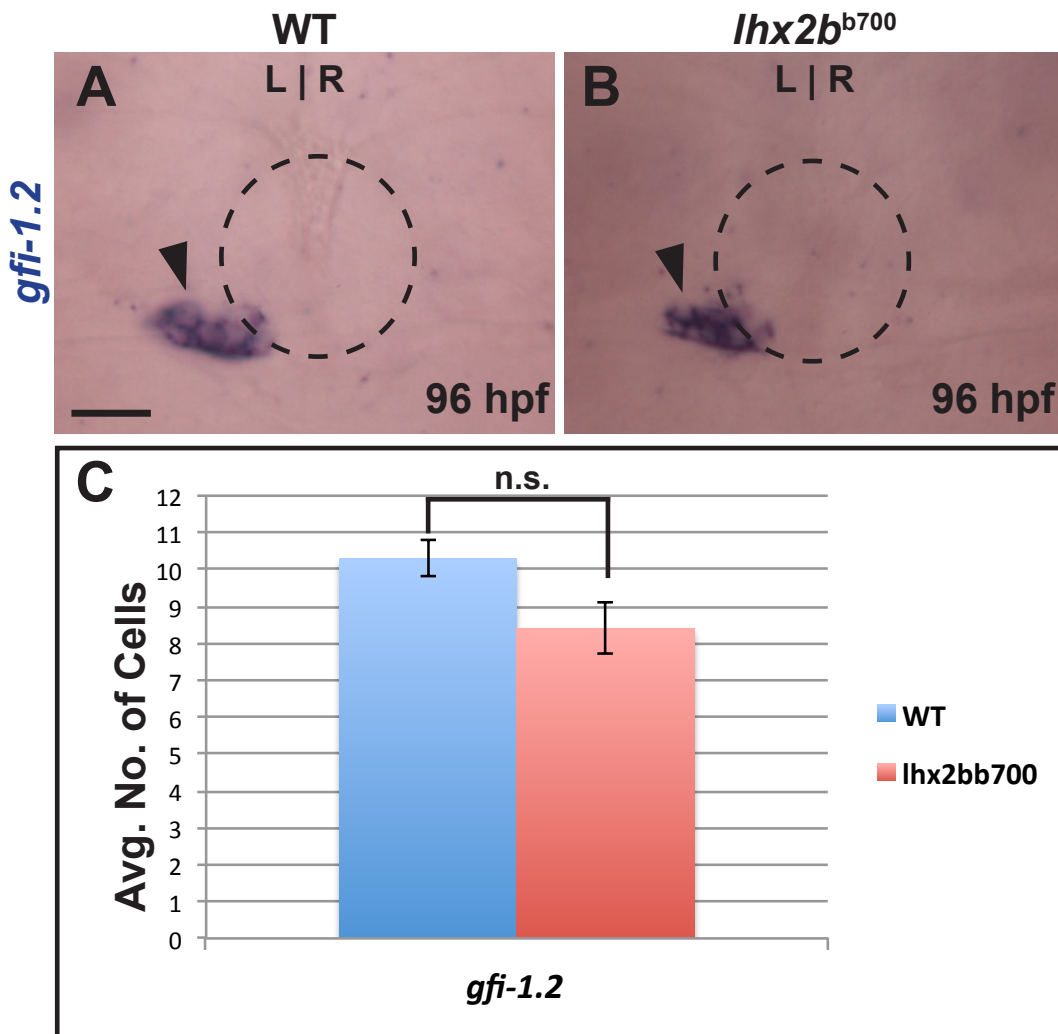 WT
lhx2b^b700
gfi-1.2
A
L | R
96 hpf
B
L | R
96 hpf
C
n.s.
Avg. No. of Cells
12
11
10
9
8
7
6
5
4
3
2
1
0
gfi-1.2
WT
lhx2bb700